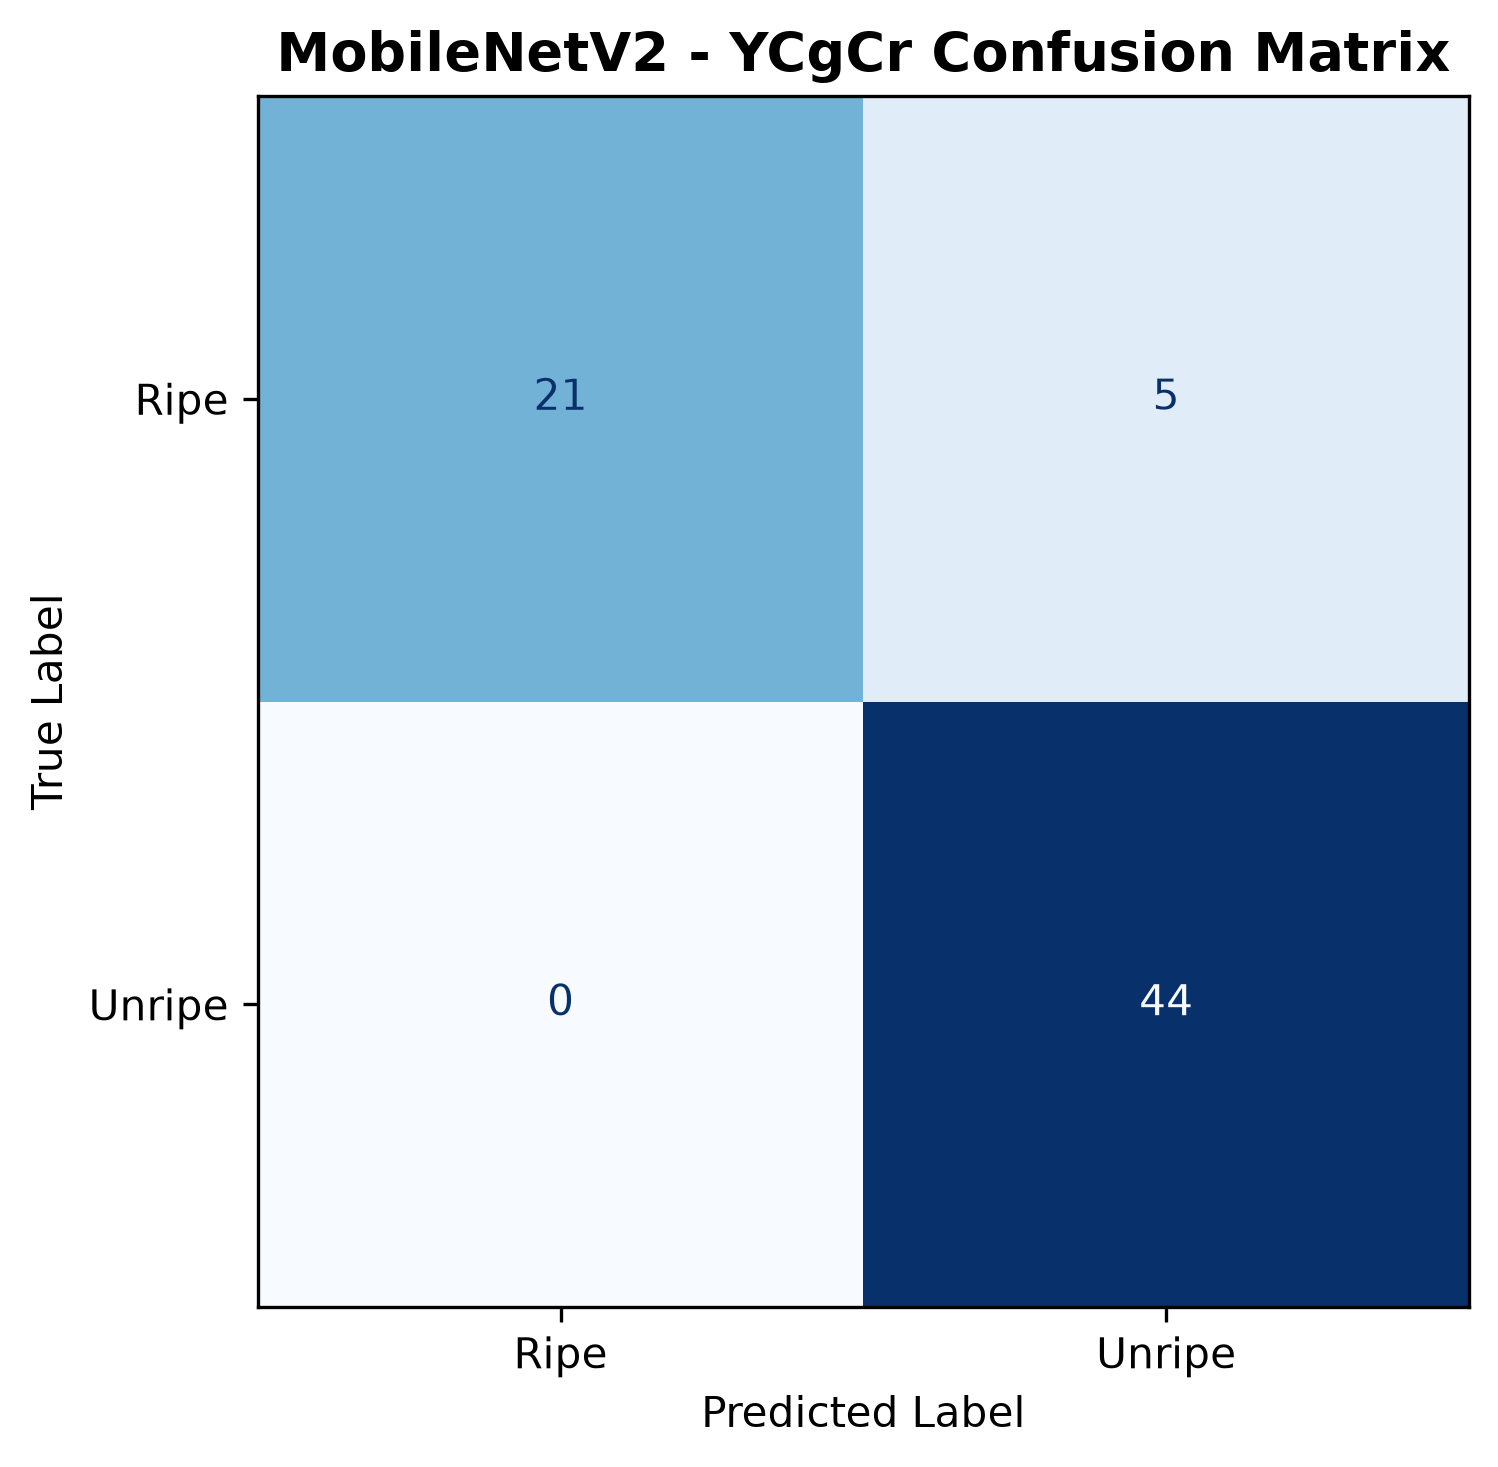 MobileNetV2 - YCgCr Confusion Matrix
True Label
Ripe
21
5
Unripe
0
44
Ripe
Unripe
Predicted Label